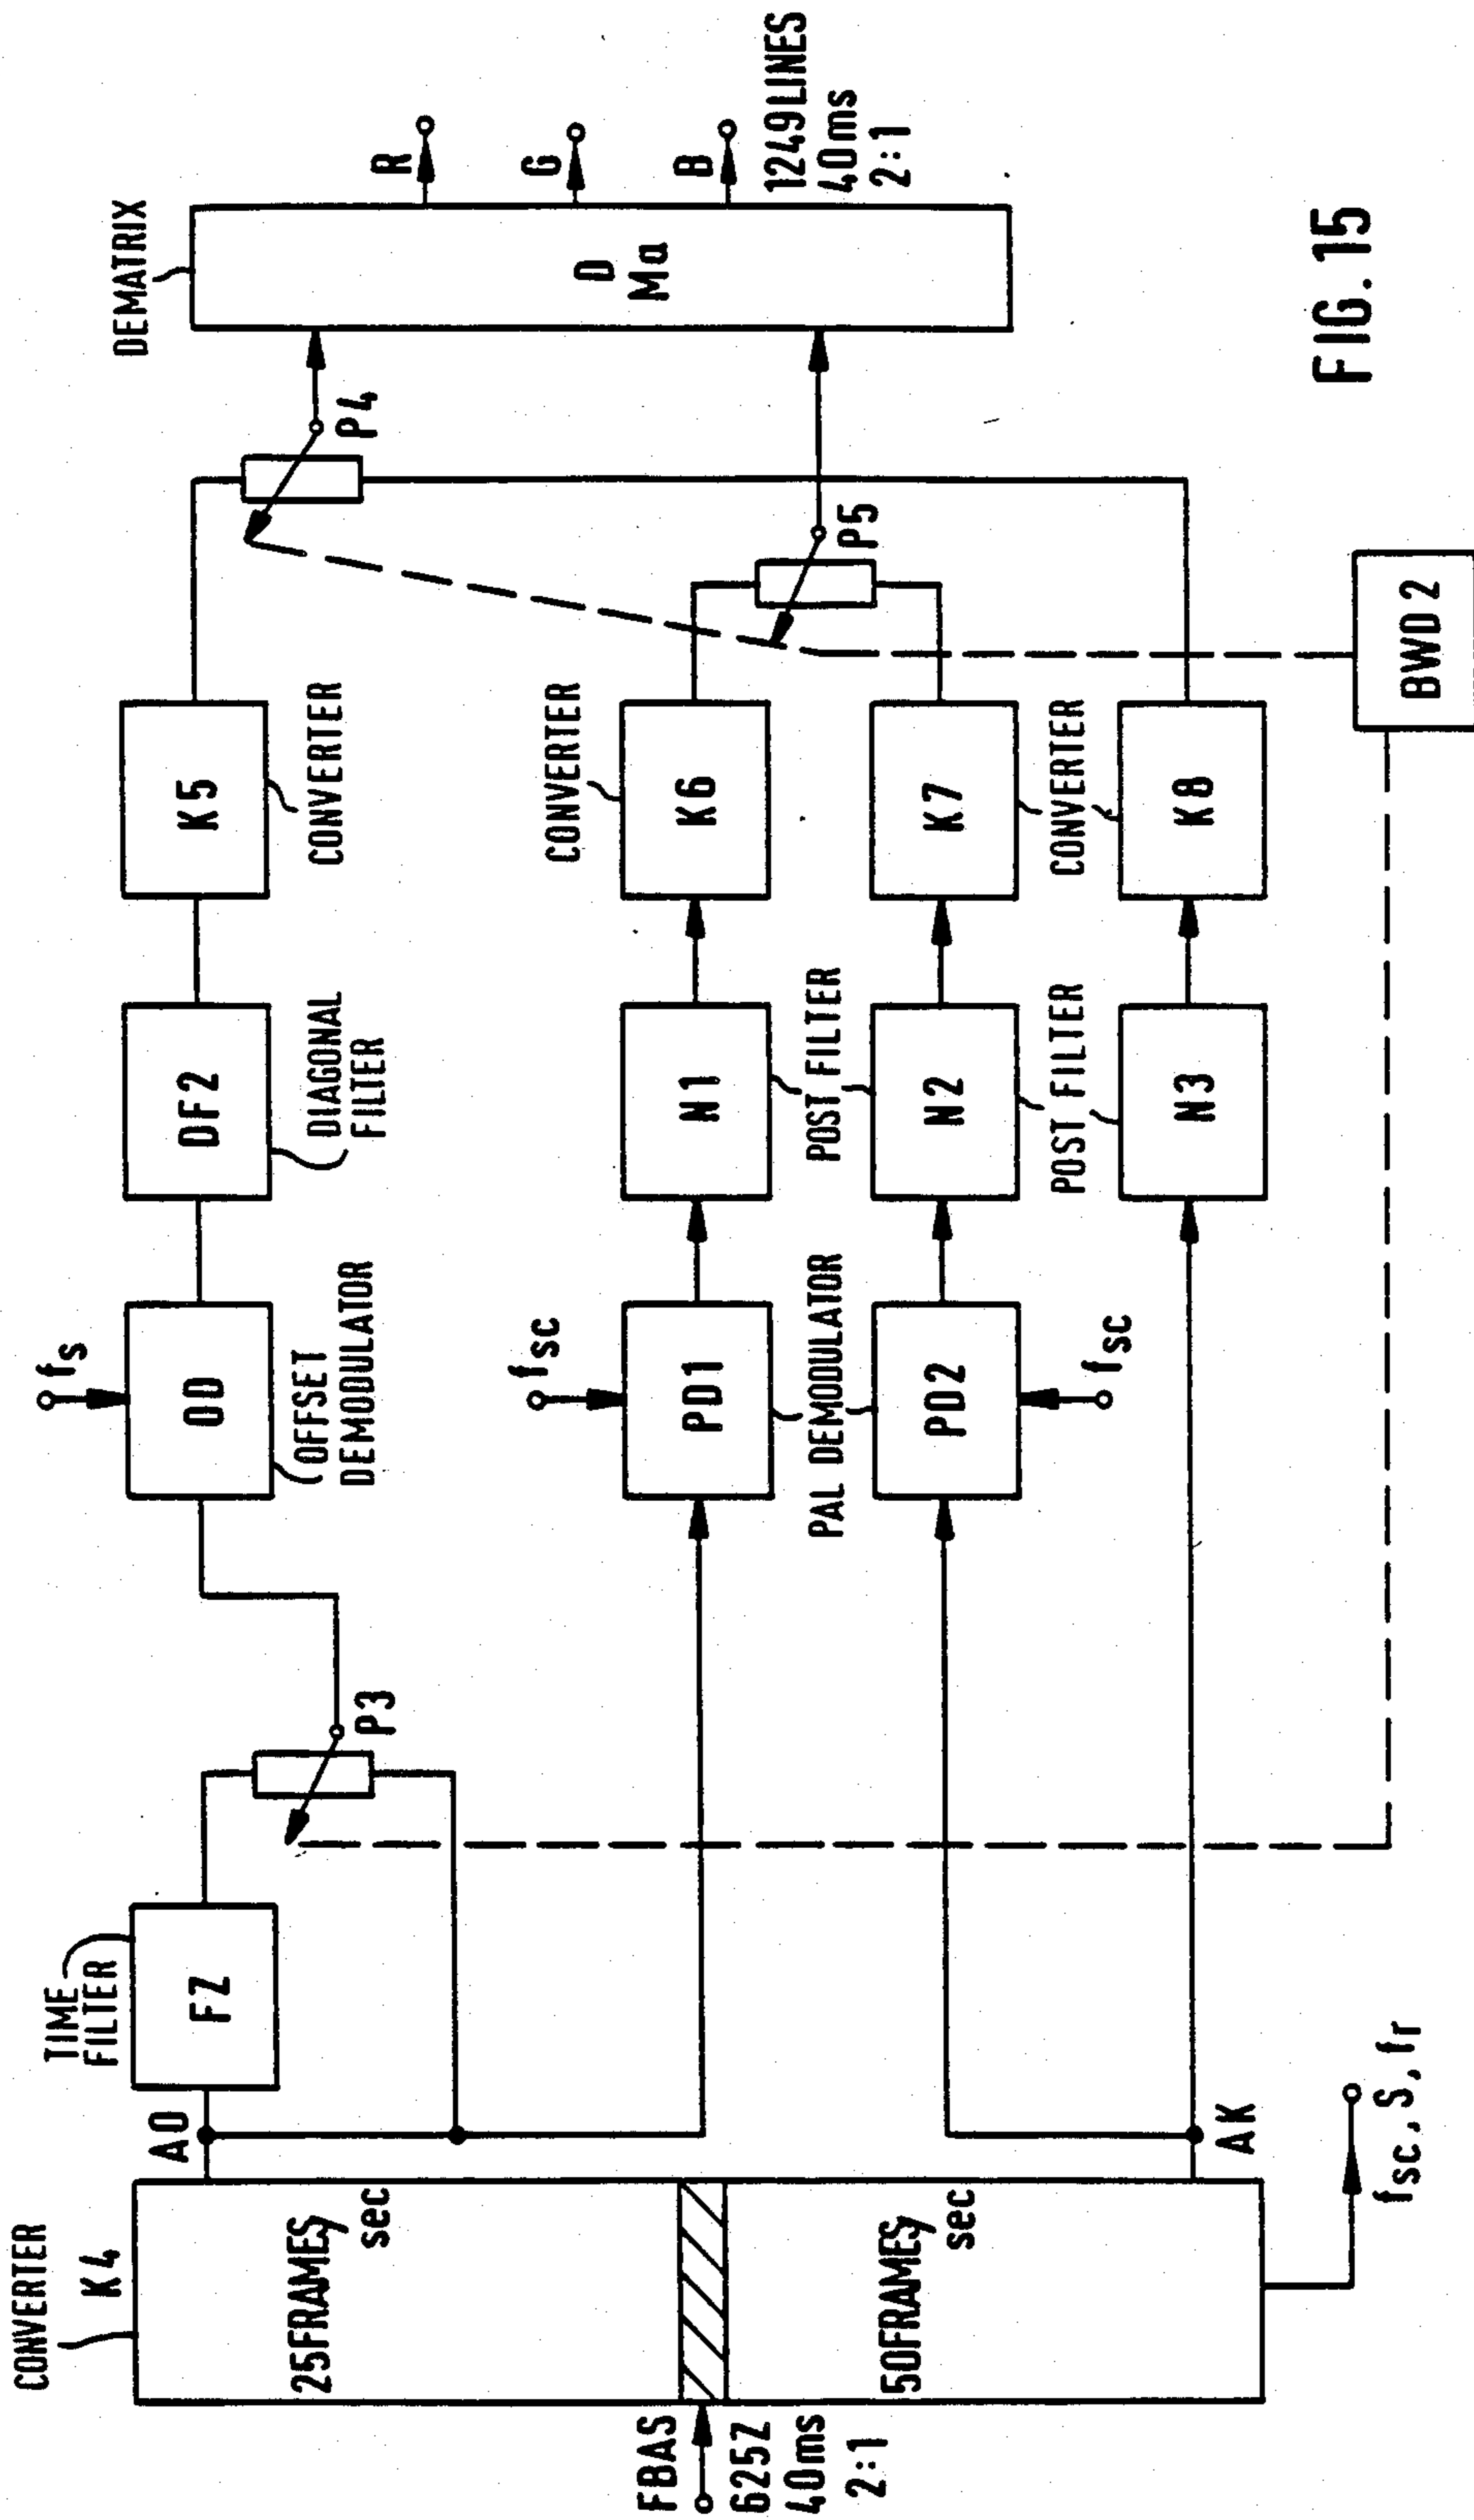 CONVERTER
K4
25FRAMES/
sec
50FRAMES/
sec
FBAS
625Z
40ms
2:1
AO
AK
fsc, S, fr
TIME
FILTER
FZ
P3
fs
OD
OFFSET
DEMODULATOR
fsc
PD1
PAL DEMODULATOR
PD2
fsc
DF2
DIAGONAL
FILTER
N1
POST FILTER
N2
POST FILTER
N3
K5
CONVERTER
CONVERTER
K6
K7
CONVERTER
K8
P4
P5
BWD 2
DEMATRIX
D
Ma
R
G
B
1249LINES
40ms
2:1
FIG. 15